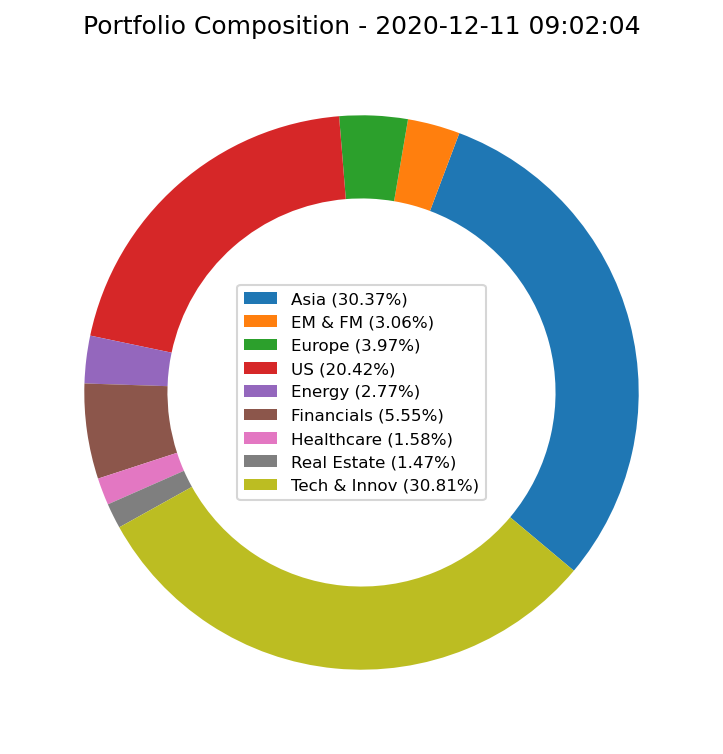 Portfolio Composition - 2020-12-11 09:02:04
Asia (30.37%)
EM & FM (3.06%)
Europe (3.97%)
US (20.42%)
Energy (2.77%)
Financials (5.55%)
Healthcare (1.58%)
Real Estate (1.47%)
Tech & Innov (30.81%)